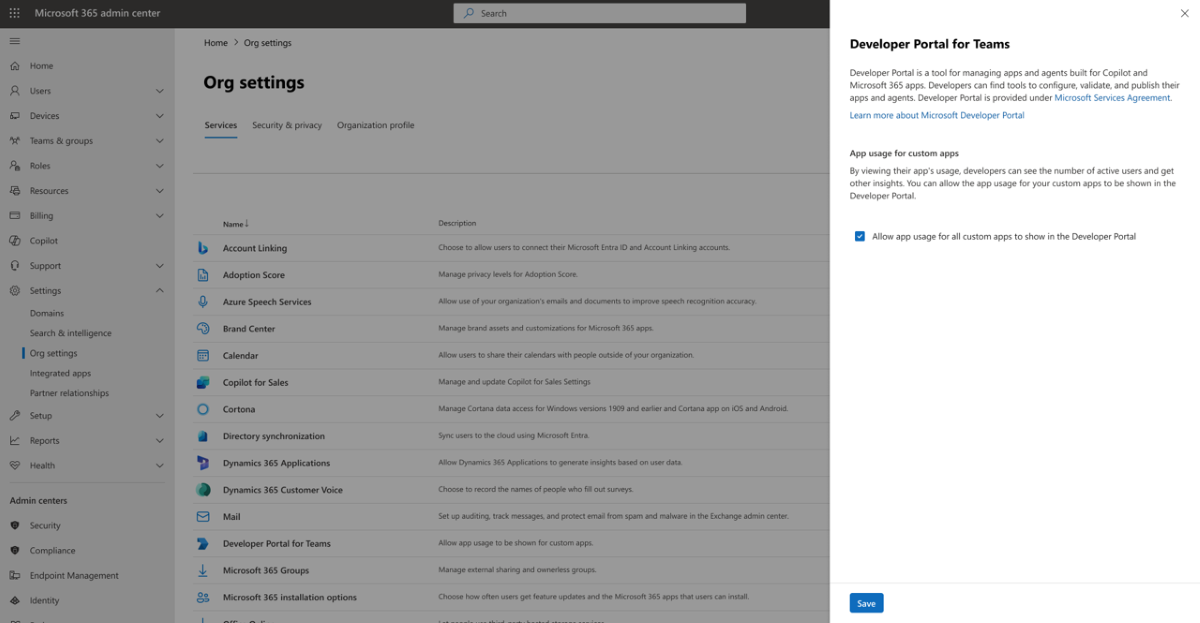 Microsoft 365 admin center
Search
Home
Users
Devices
Teams & groups
Roles
Resources
Billing
Copilot
Support
Settings
Domains
Search & intelligence
Org settings
Integrated apps
Partner relationships
Setup
Reports
Health
Admin centers
Security
Compliance
Endpoint Management
Identity
Home > Org settings
Org settings
Services Security & privacy Organization profile
Name ↓ Description
Account Linking Choose to allow users to connect their Microsoft Entra ID and Account Linking accounts.
Adoption Score Manage privacy levels for Adoption Score.
Azure Speech Services Allow use of your organization's emails and documents to improve speech recognition accuracy.
Brand Center Manage brand assets and customizations for Microsoft 365 apps.
Calendar Allow users to share their calendars with people outside of your organization.
Copilot for Sales Manage and update Copilot for Sales Settings
Cortona Manage Cortana data access for Windows versions 1909 and earlier and Cortana app on iOS and Android.
Directory synchronization Sync users to the cloud using Microsoft Entra.
Dynamics 365 Applications Allow Dynamics 365 Applications to generate insights based on user data.
Dynamics 365 Customer Voice Choose to record the names of people who fill out surveys.
Mail Set up auditing, track messages, and protect email from spam and malware in the Exchange admin center.
Developer Portal for Teams Allow app usage to be shown for custom apps.
Microsoft 365 Groups Manage external sharing and ownerless groups.
Microsoft 365 installation options Choose how often users get feature updates and the Microsoft 365 apps that users can install.
Developer Portal for Teams
Developer Portal is a tool for managing apps and agents built for Copilot and
Microsoft 365 apps. Developers can find tools to configure, validate, and publish their
apps and agents. Developer Portal is provided under Microsoft Services Agreement.
Learn more about Microsoft Developer Portal
App usage for custom apps
By viewing their app's usage, developers can see the number of active users and get
other insights. You can allow the app usage for your custom apps to be shown in the
Developer Portal.
Allow app usage for all custom apps to show in the Developer Portal
Save